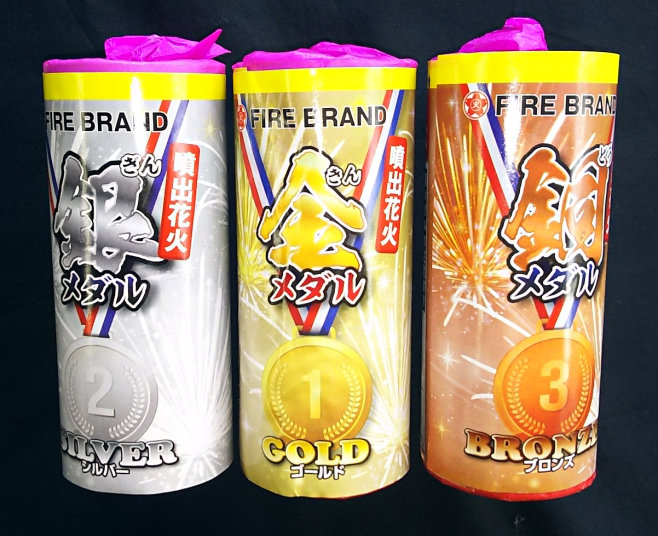 FIRE BRAND
ぎん
銀
メダル
噴出花火
2
SILVER
シルバー
FIRE BRAND
きん
金
メダル
噴出花火
1
GOLD
ゴールド
FIRE BRAND
銅
メダル
3
BRONZE
ブロンズ